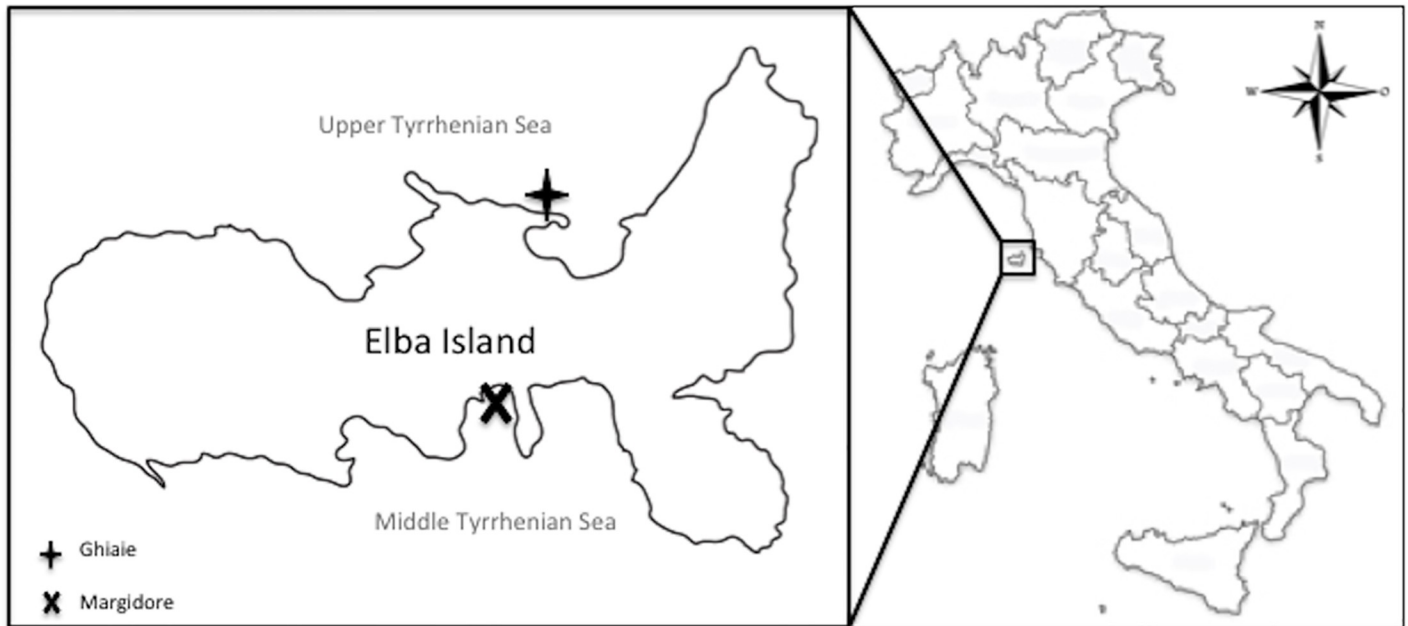 Upper Tyrrhenian Sea
Elba Island
Middle Tyrrhenian Sea
Ghiaie
Margidore
N
W
O
S